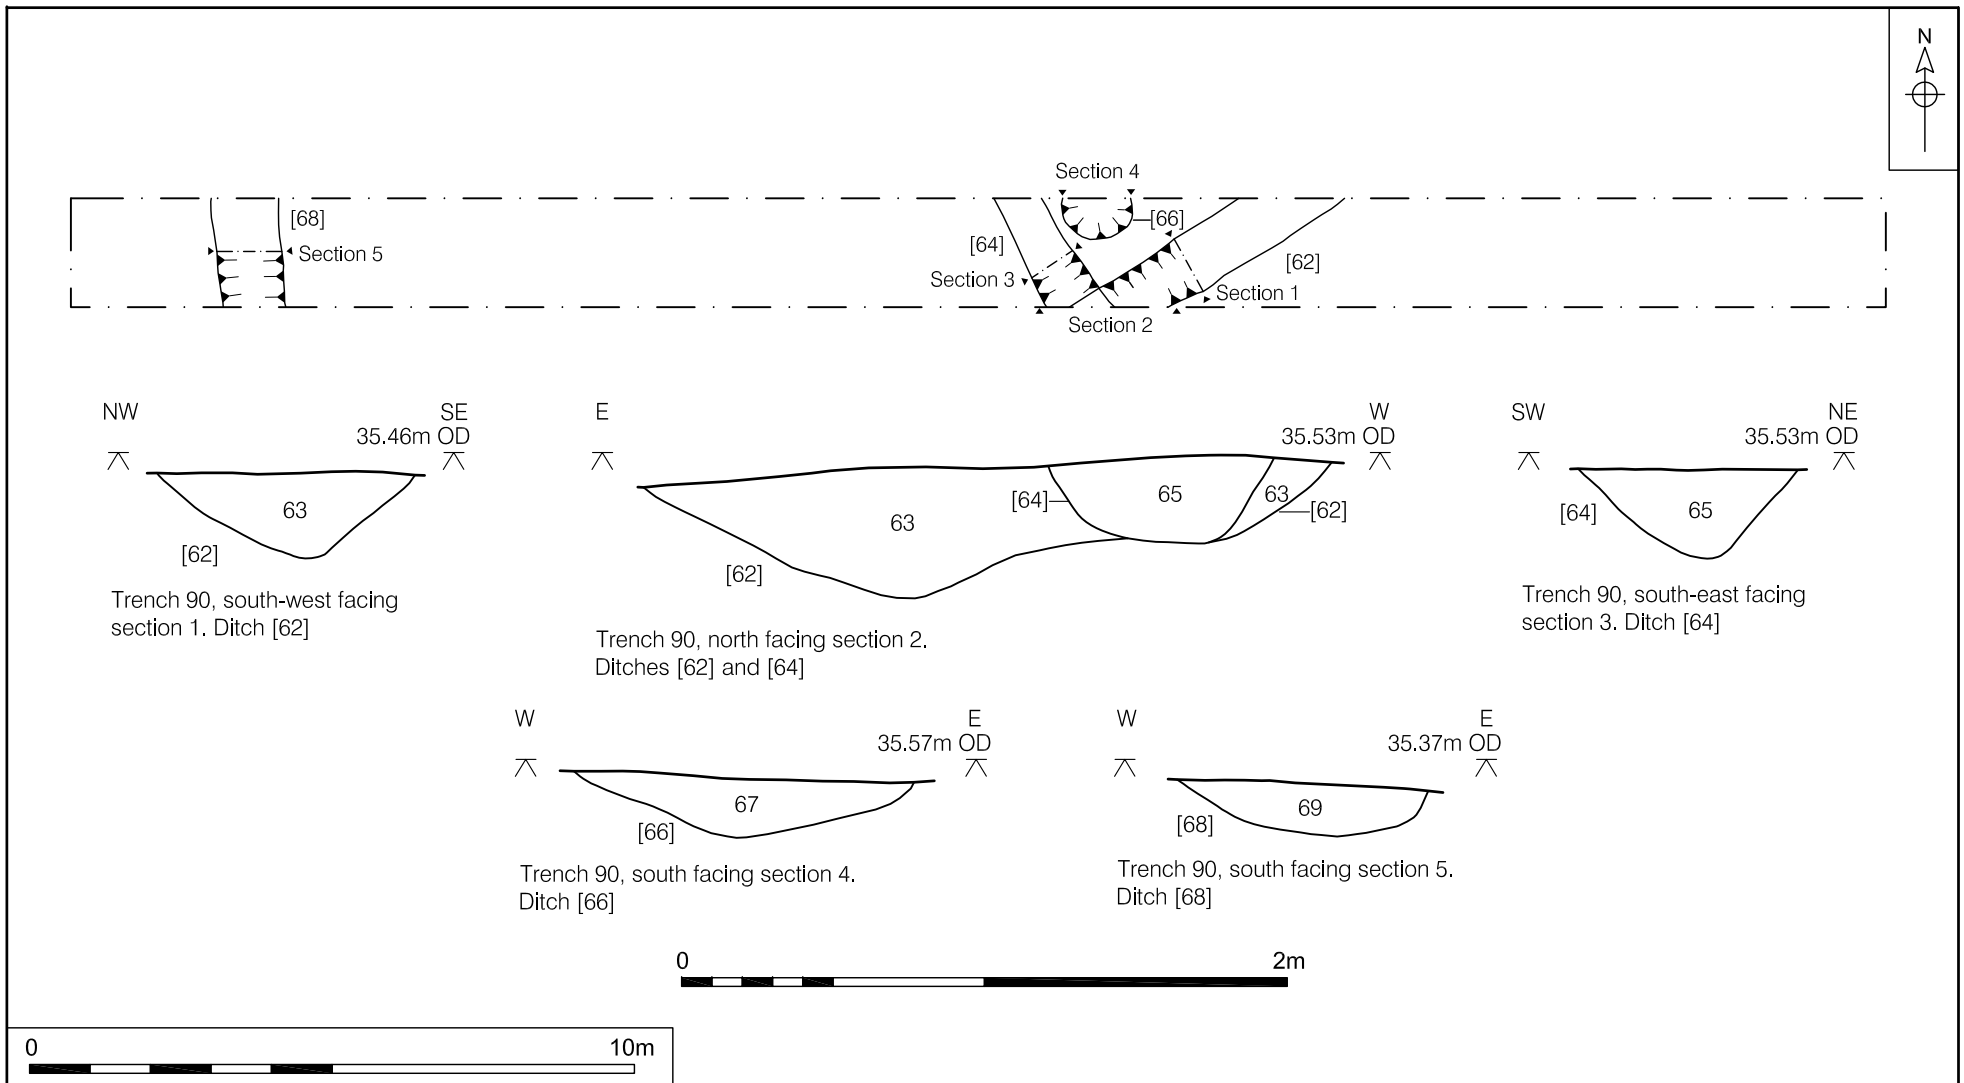 N
Section 4
[68]
[66]
[64]
Section 5
[62]
Section 3
Section 1
Section 2
NW
SE
35.46m OD
63
[62]
Trench 90, south-west facing
section 1. Ditch [62]
E
W
35.53m OD
[64]
65
63
63
[62]
[62]
Trench 90, north facing section 2.
Ditches [62] and [64]
SW
NE
35.53m OD
[64]
65
Trench 90, south-east facing
section 3. Ditch [64]
W
E
35.57m OD
67
[66]
Trench 90, south facing section 4.
Ditch [66]
W
E
35.37m OD
69
[68]
Trench 90, south facing section 5.
Ditch [68]
0
2m
0
10m